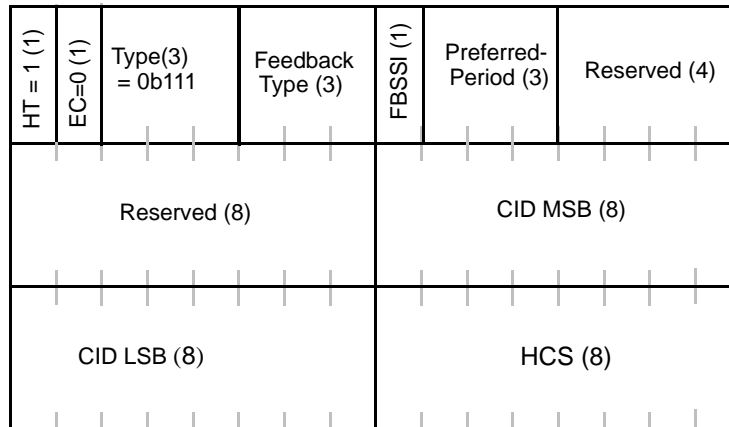 HT = 1 (1)
EC=0 (1)
Type(3)
= 0b111
Feedback
Type (3)
FBSSI (1)
Preferred-
Period (3)
Reserved (4)
Reserved (8)
CID MSB (8)
CID LSB (8)
HCS (8)